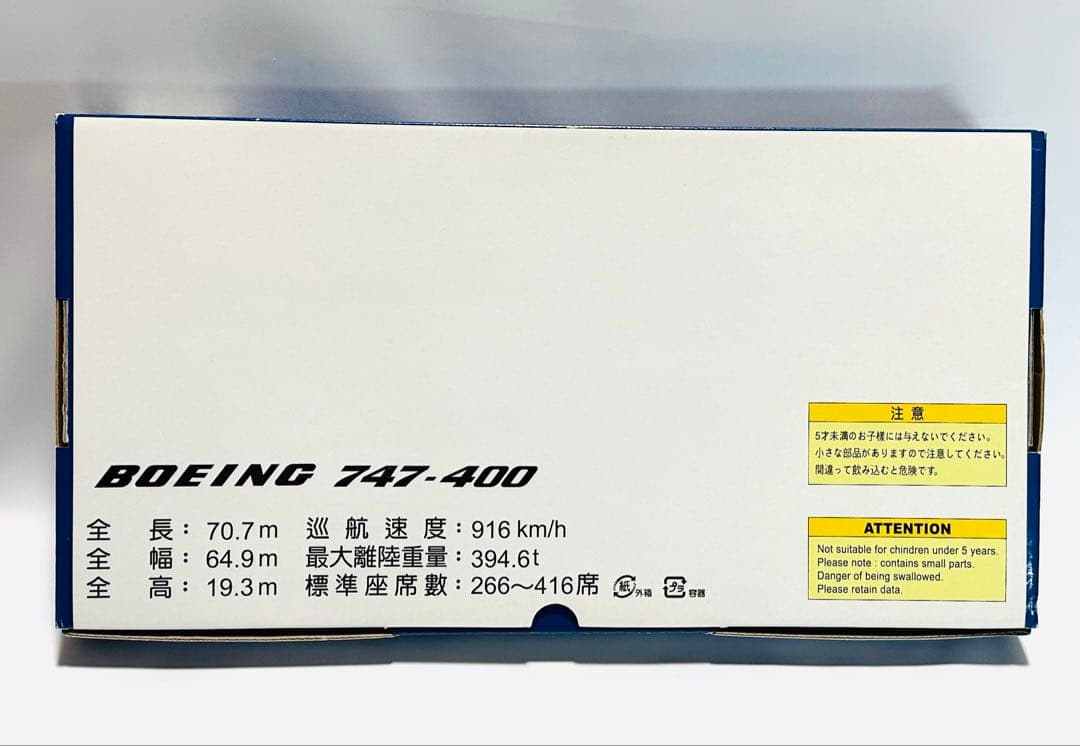 BOEING 747-400
全 長：70.7m 巡航速度：916km/h
全 幅：64.9m 最大離陸重量：394.6t
全 高：19.3m 標準座席數：266～416席 紙 外箱 プラ 容器
注意
5才未満のお子様には与えないでください。
小さな部品がありますので注意してください。
間違って飲み込むと危険です。
ATTENTION
Not suitable for chindren under 5 years.
Please note : contains small parts.
Danger of being swallowed.
Please retain data.